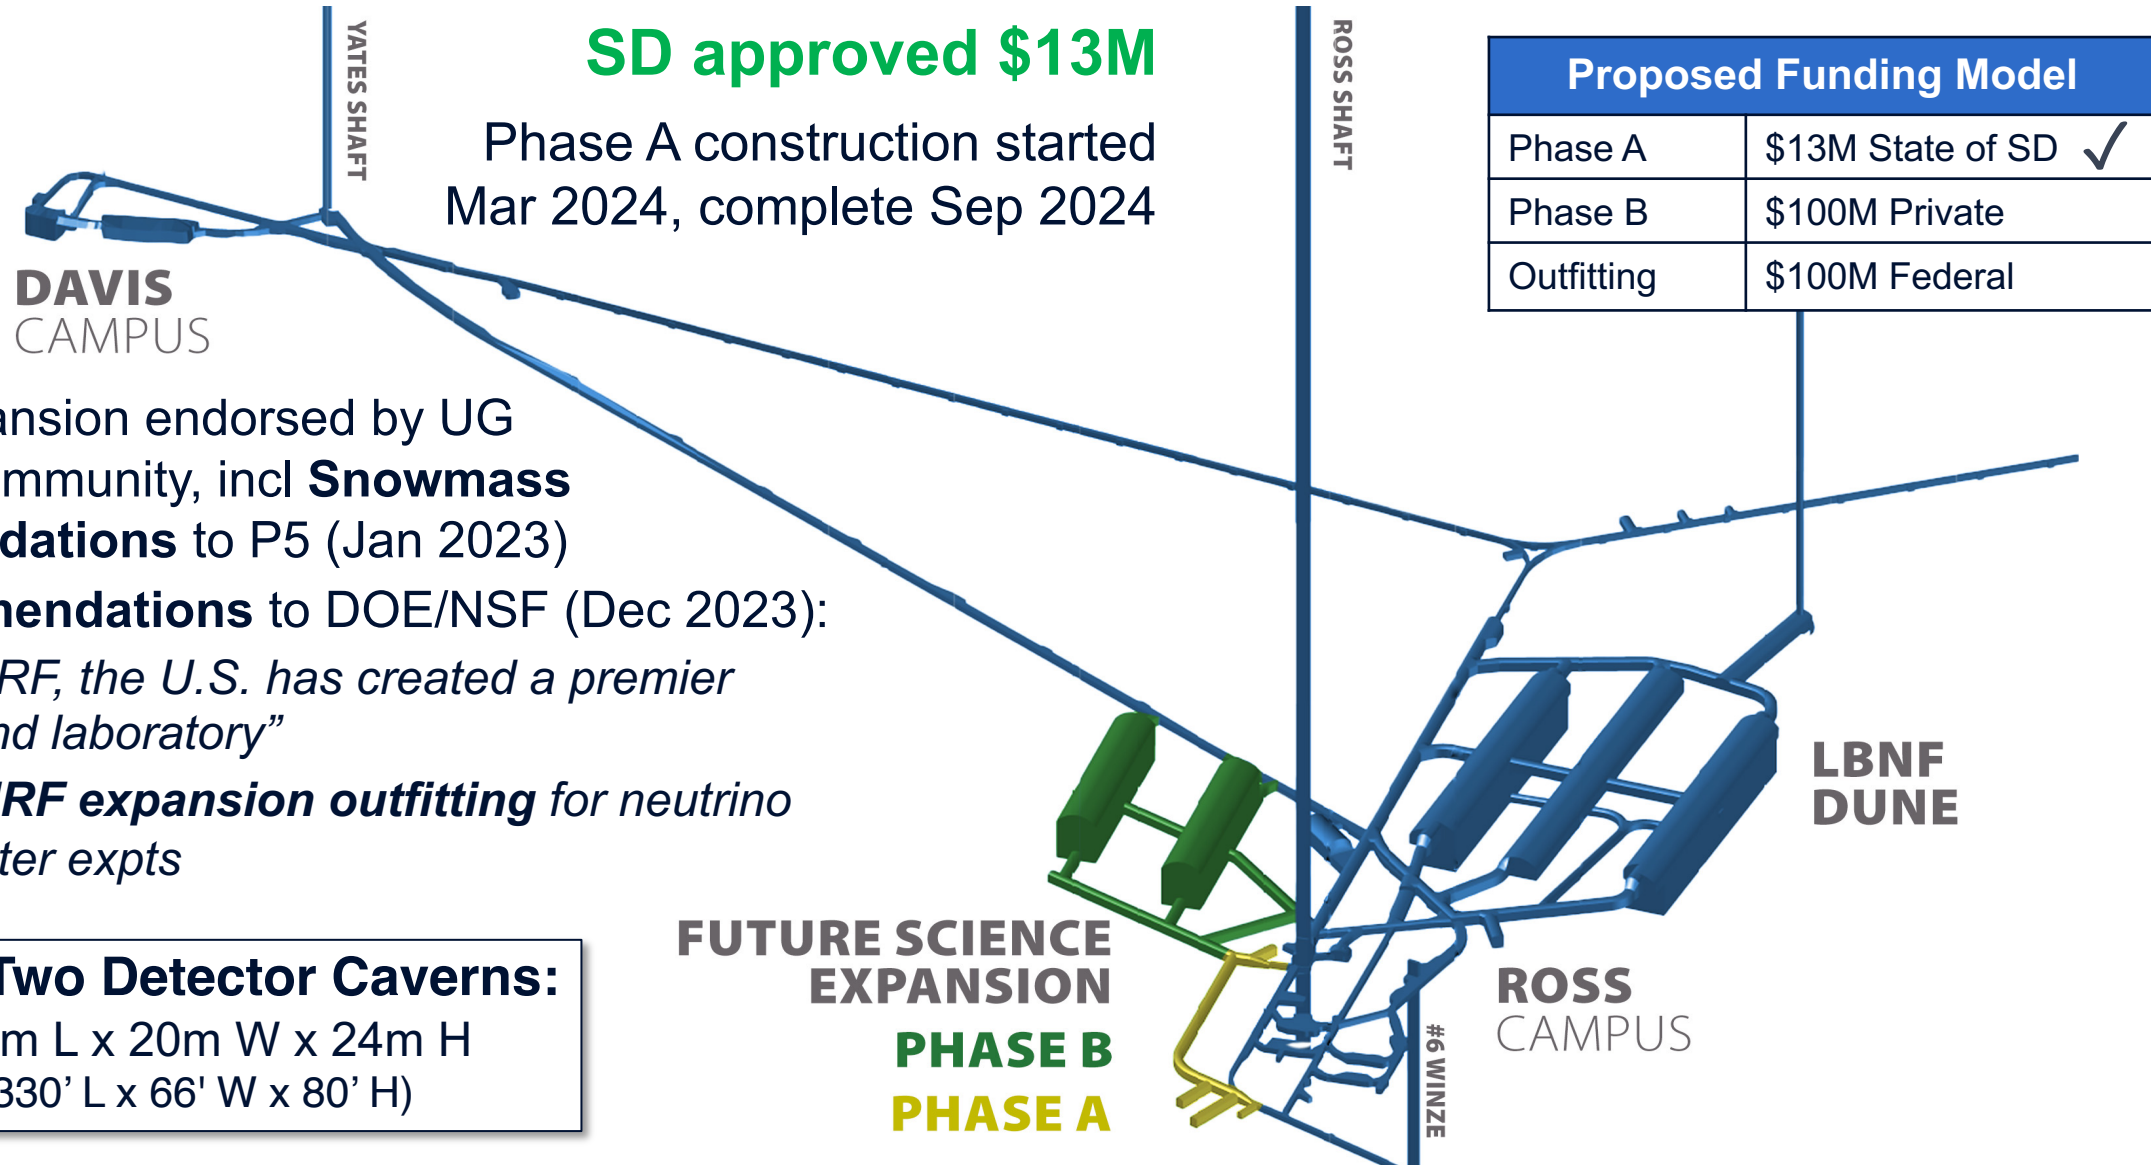 SD approved $13M
Phase A construction started
Mar 2024, complete Sep 2024
YATES SHAFT
ROSS SHAFT
Proposed Funding Model
Phase A $13M State of SD ✓
Phase B $100M Private
Outfitting $100M Federal
DAVIS
CAMPUS
ansion endorsed by UG
mmunity, incl Snowmass
dations to P5 (Jan 2023)
mendations to DOE/NSF (Dec 2023):
RF, the U.S. has created a premier
nd laboratory”
RF expansion outfitting for neutrino
ter expts
Two Detector Caverns:
m L x 20m W x 24m H
330’ L x 66' W x 80’ H)
FUTURE SCIENCE
EXPANSION
PHASE B
PHASE A
LBNF
DUNE
ROSS
CAMPUS
#6 WINZE